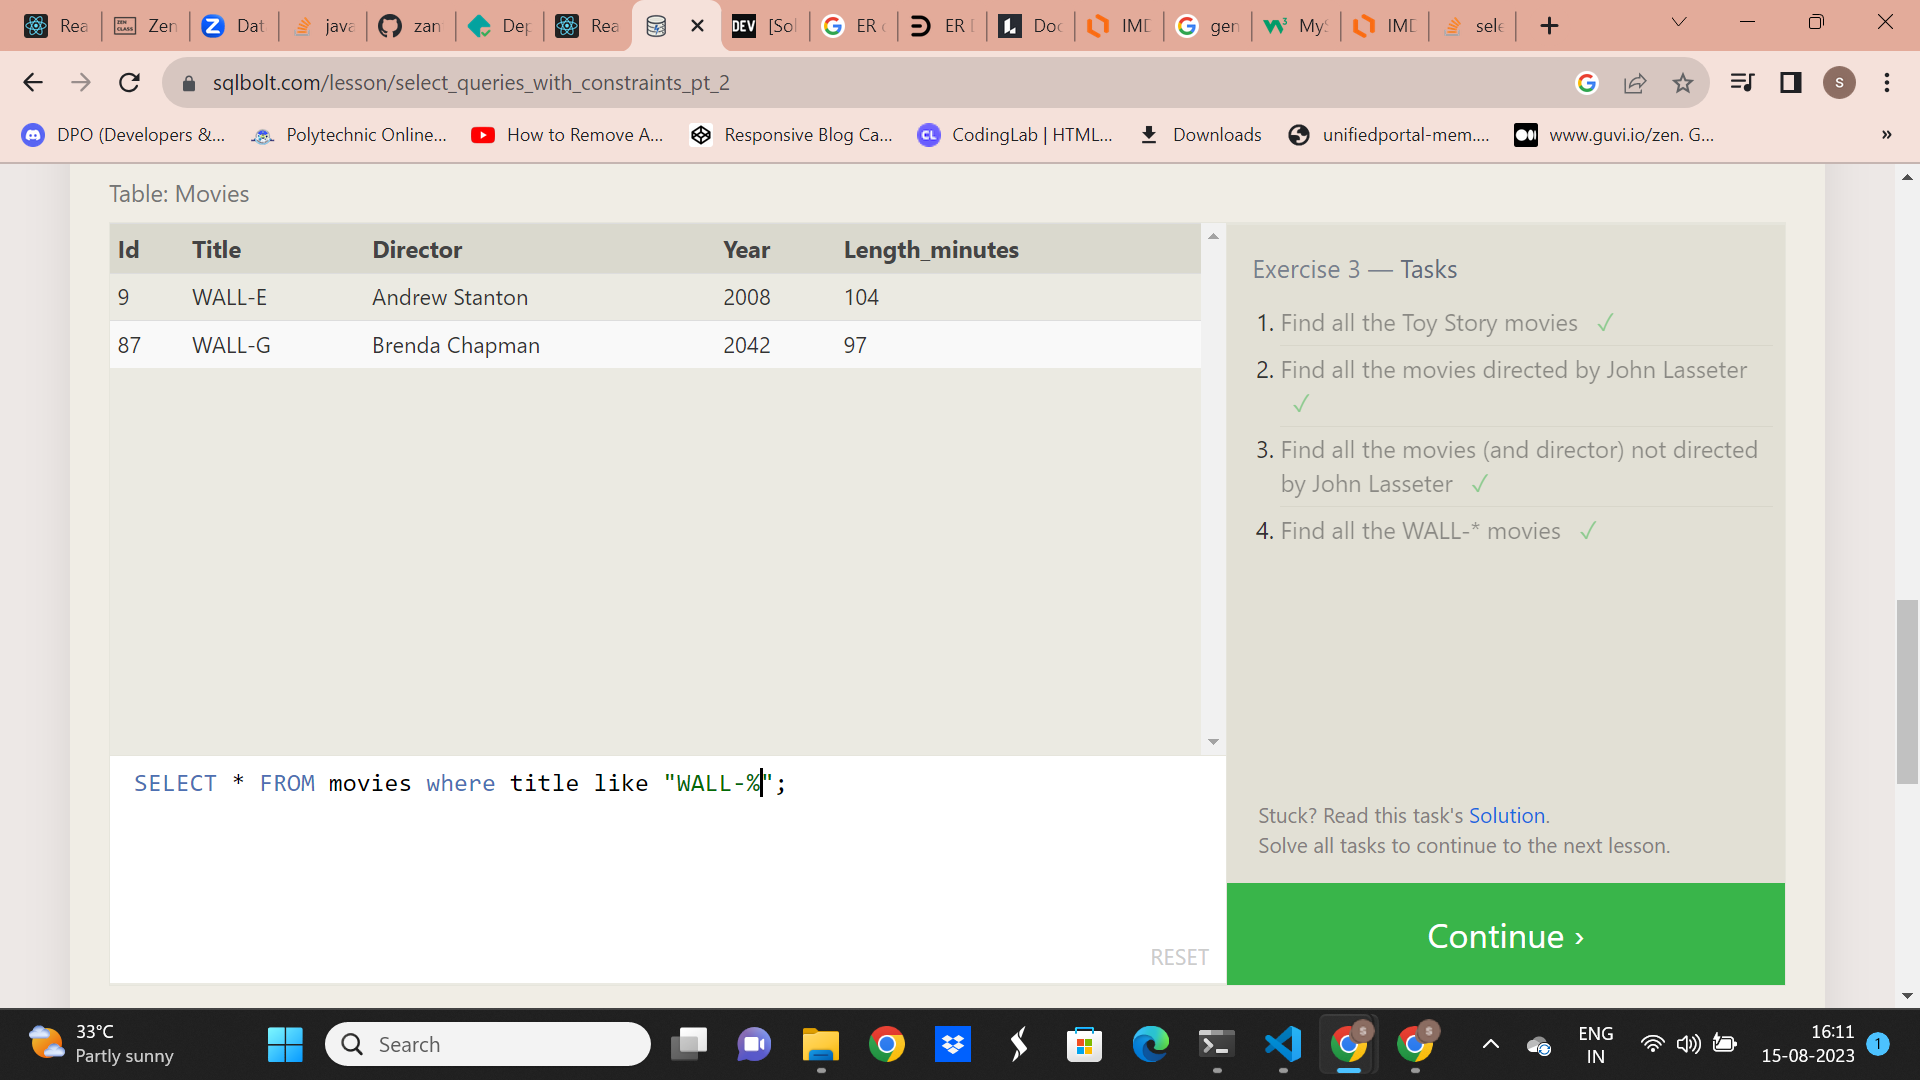 Rea
Zen
Dat
java
zan
Dep
Rea
DEV [Sol
ER
ER
Doc
IMD
gen
MyS
IMD
sele
sqlbolt.com/lesson/select_queries_with_constraints_pt_2
S
DPO (Developers &...
Polytechnic Online...
How to Remove A...
Responsive Blog Ca...
CL CodingLab | HTML...
Downloads
unifiedportal-mem....
www.guvi.io/zen. G...
»
Table: Movies
Id Title Director Year Length_minutes
9 WALL-E Andrew Stanton 2008 104
87 WALL-G Brenda Chapman 2042 97
Exercise 3 — Tasks
1. Find all the Toy Story movies ✓
2. Find all the movies directed by John Lasseter
✓
3. Find all the movies (and director) not directed
by John Lasseter ✓
4. Find all the WALL-* movies ✓
SELECT * FROM movies where title like "WALL-%";
RESET
Stuck? Read this task's Solution.
Solve all tasks to continue to the next lesson.
Continue ›
33°C
Partly sunny
Search
S
S
ENG
IN
16:11
15-08-2023
1